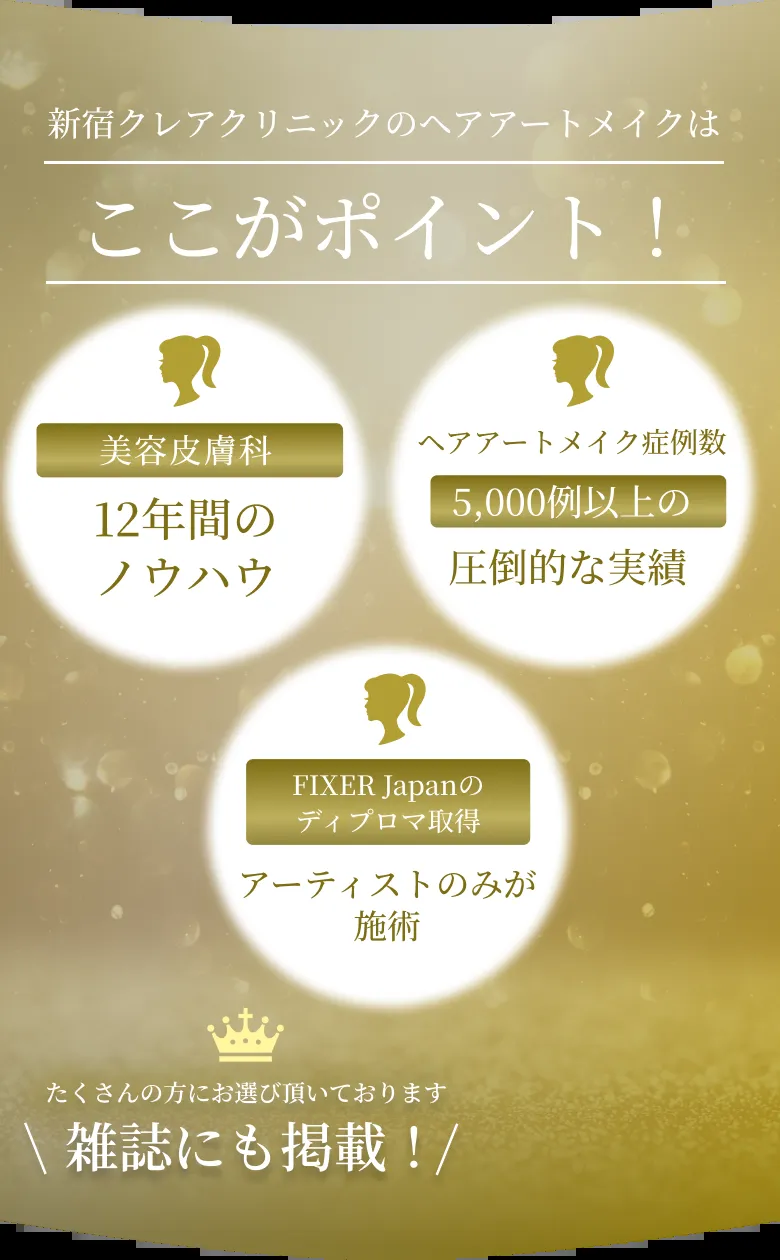 新宿クレアクリニックのヘアアートメイクは
ここがポイント！
美容皮膚科
12年間の
ノウハウ
ヘアアートメイク症例数
5,000例以上の
圧倒的な実績
FIXER Japanの
ディプロマ取得
アーティストのみが
施術
たくさんの方にお選び頂いております
\ 雑誌にも掲載！/